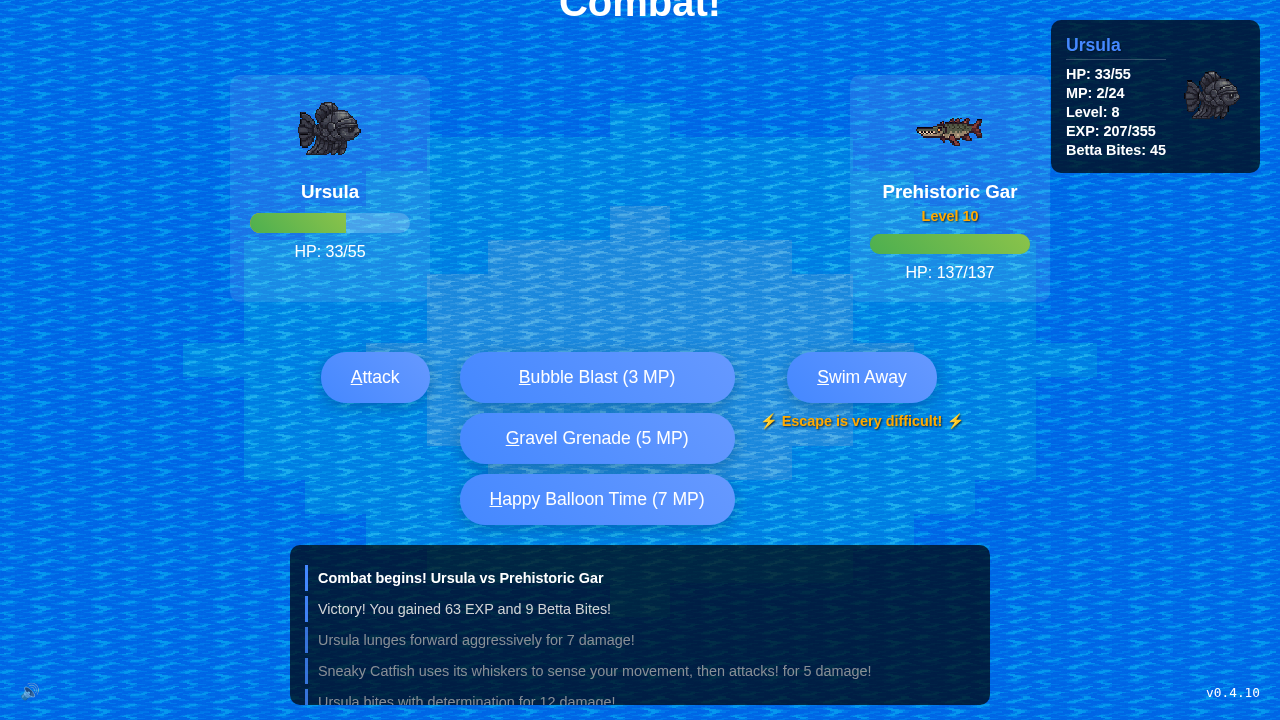 Combat!
Ursula
HP: 33/55
MP: 2/24
Level: 8
EXP: 207/355
Betta Bites: 45
Ursula
HP: 33/55
Prehistoric Gar
Level 10
HP: 137/137
Attack
Bubble Blast (3 MP)
Gravel Grenade (5 MP)
Happy Balloon Time (7 MP)
Swim Away
⚡ Escape is very difficult! ⚡
Combat begins! Ursula vs Prehistoric Gar
Victory! You gained 63 EXP and 9 Betta Bites!
Ursula lunges forward aggressively for 7 damage!
Sneaky Catfish uses its whiskers to sense your movement, then attacks! for 5 damage!
Ursula bites with determination for 12 damage!
v0.4.10